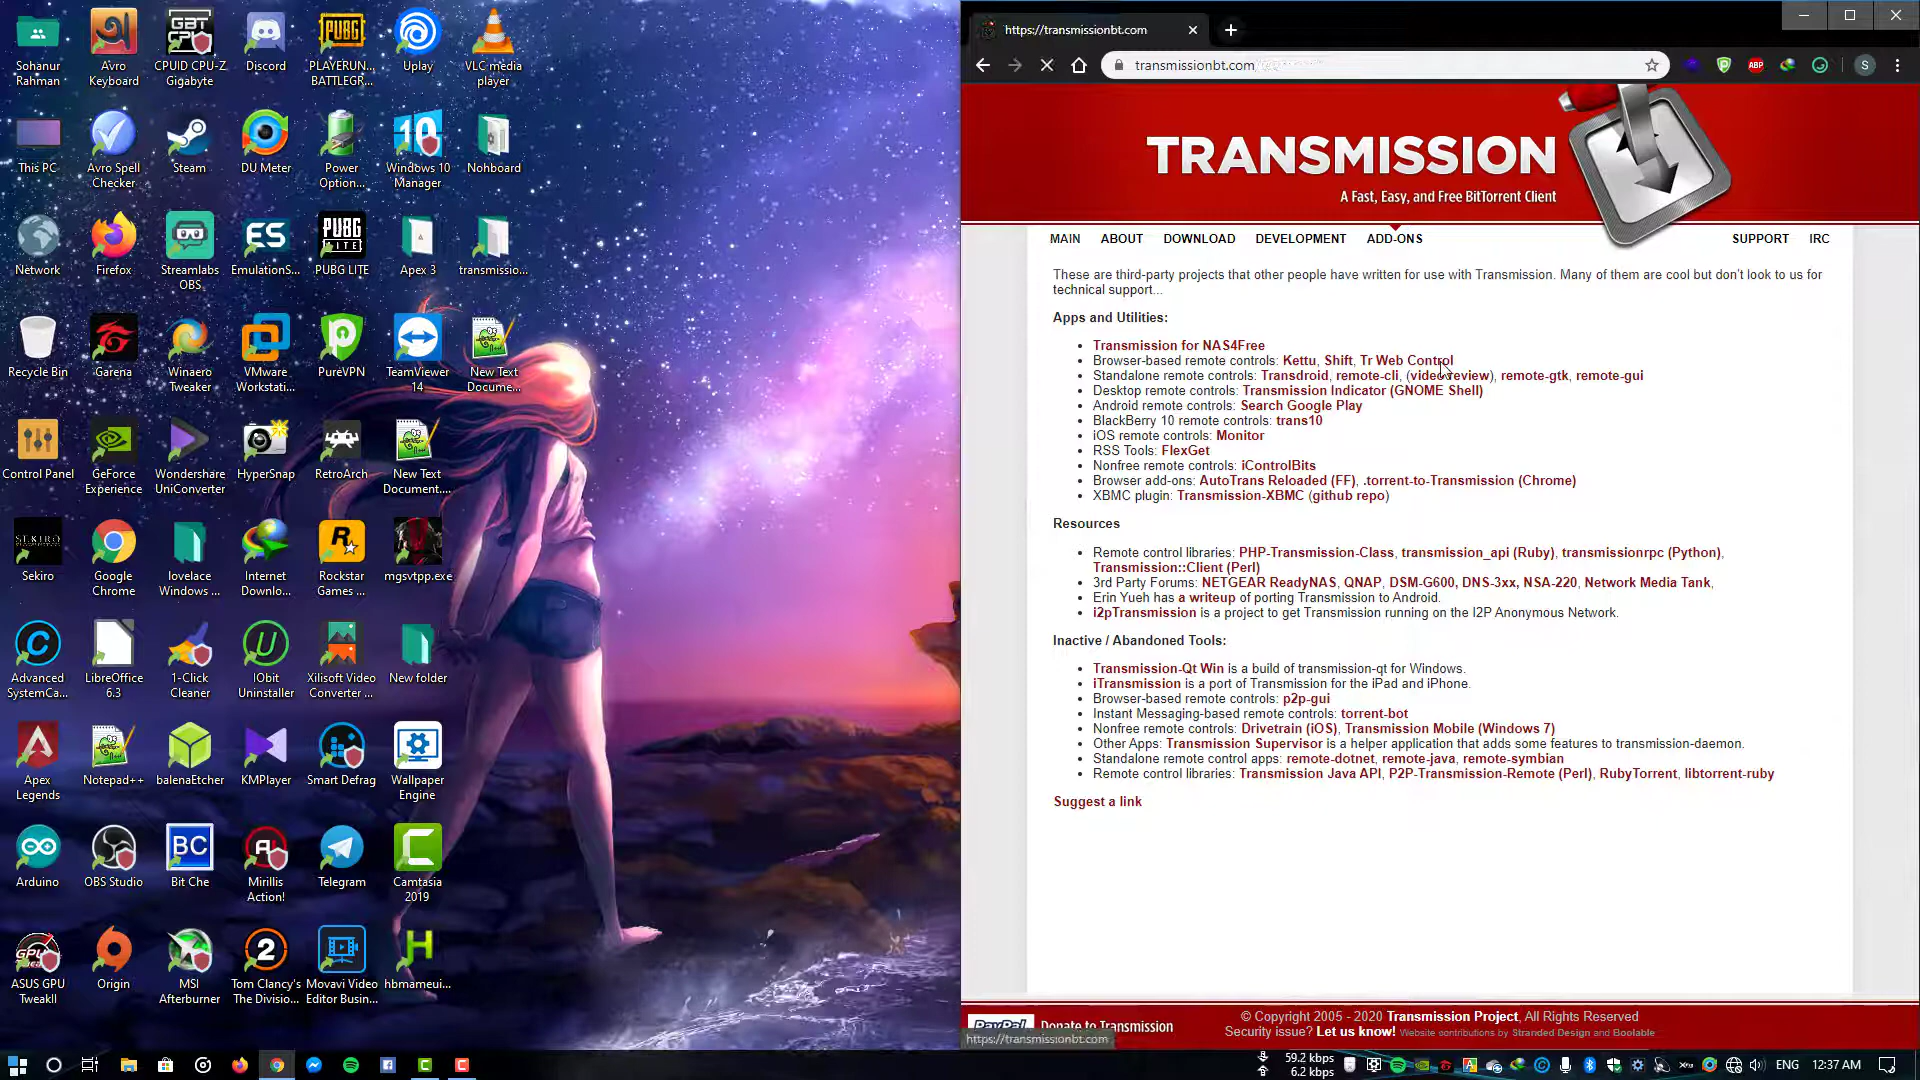 Sohanur
Rahman
Avro
Keyboard
GBT
CPU
CPUID CPU-Z
Gigabyte
Discord
PUBG
PLAYERUN...
BATTLEGR...
Uplay
VLC media
player
This PC
Avro Spell
Checker
Steam
DU Meter
Power
Option...
10
Windows 10
Manager
Nohboard
Network
Firefox
Streamlabs
OBS
ES
EmulationS...
PUBG
LITE
PUBG LITE
Apex 3
transmissio...
Recycle Bin
Garena
Winaero
Tweaker
VMware
Workstati...
PureVPN
TeamViewer
14
New Text
Docume...
Control Panel
GeForce
Experience
Wondershare
UniConverter
HyperSnap
RetroArch
New Text
Document....
SEKIRO
Sekiro
Google
Chrome
lovelace
Windows ...
Internet
Downlo...
Rockstar
Games ...
mgsvtpp.exe
Advanced
SystemCa...
LibreOffice
6.3
1-Click
Cleaner
IObit
Uninstaller
Xilisoft Video
Converter ...
New folder
Apex
Legends
Notepad++
balenaEtcher
KMPlayer
Smart Defrag
Wallpaper
Engine
Arduino
OBS Studio
BC
Bit Che
Mirillis
Action!
Telegram
Camtasia
2019
GPU
ASUS GPU
TweakII
Origin
MSI
Afterburner
2
Tom Clancy's
The Divisio...
Movavi Video
Editor Busin...
H
hbmameui...
https://transmissionbt.com
transmissionbt.com
ABP
S
TRANSMISSION
A Fast, Easy, and Free BitTorrent Client
MAIN ABOUT DOWNLOAD DEVELOPMENT ADD-ONS SUPPORT IRC
These are third-party projects that other people have written for use with Transmission. Many of them are cool but don't look to us for
technical support...
Apps and Utilities:
Transmission for NAS4Free
Browser-based remote controls: Kettu, Shift, Tr Web Control
Standalone remote controls: Transdroid, remote-cli, (video review), remote-gtk, remote-gui
Desktop remote controls: Transmission Indicator (GNOME Shell)
Android remote controls: Search Google Play
BlackBerry 10 remote controls: trans10
iOS remote controls: Monitor
RSS Tools: FlexGet
Nonfree remote controls: iControlBits
Browser add-ons: AutoTrans Reloaded (FF), .torrent-to-Transmission (Chrome)
XBMC plugin: Transmission-XBMC (github repo)
Resources
Remote control libraries: PHP-Transmission-Class, transmission_api (Ruby), transmissionrpc (Python),
Transmission::Client (Perl)
3rd Party Forums: NETGEAR ReadyNAS, QNAP, DSM-G600, DNS-3xx, NSA-220, Network Media Tank,
Erin Yueh has a writeup of porting Transmission to Android.
i2pTransmission is a project to get Transmission running on the I2P Anonymous Network.
Inactive / Abandoned Tools:
Transmission-Qt Win is a build of transmission-qt for Windows.
iTransmission is a port of Transmission for the iPad and iPhone.
Browser-based remote controls: p2p-gui
Instant Messaging-based remote controls: torrent-bot
Nonfree remote controls: Drivetrain (iOS), Transmission Mobile (Windows 7)
Other Apps: Transmission Supervisor is a helper application that adds some features to transmission-daemon.
Standalone remote control apps: remote-dotnet, remote-java, remote-symbian
Remote control libraries: Transmission Java API, P2P-Transmission-Remote (Perl), RubyTorrent, libtorrent-ruby
Suggest a link
PayPal Donate to Transmission
© Copyright 2005 - 2020 Transmission Project, All Rights Reserved
Security issue? Let us know! Website contributions by Stranded Design and Boolable
https://transmissionbt.com
59.2 kbps
6.2 kbps
ENG
12:37 AM